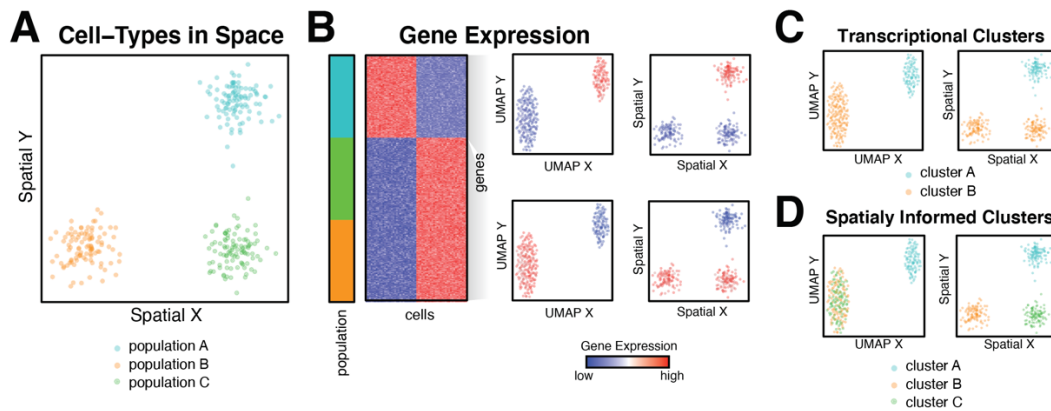 A
Cell-Types in Space
Spatial Y
Spatial X
population A
population B
population C
B
Gene Expression
population
cells
genes
UMAP Y
UMAP X
Spatial Y
Spatial X
UMAP Y
UMAP X
Spatial Y
Spatial X
Gene Expression
low
high
C
Transcriptional Clusters
UMAP Y
UMAP X
Spatial Y
Spatial X
cluster A
cluster B
D
Spatialy Informed Clusters
UMAP Y
UMAP X
Spatial Y
Spatial X
cluster A
cluster B
cluster C